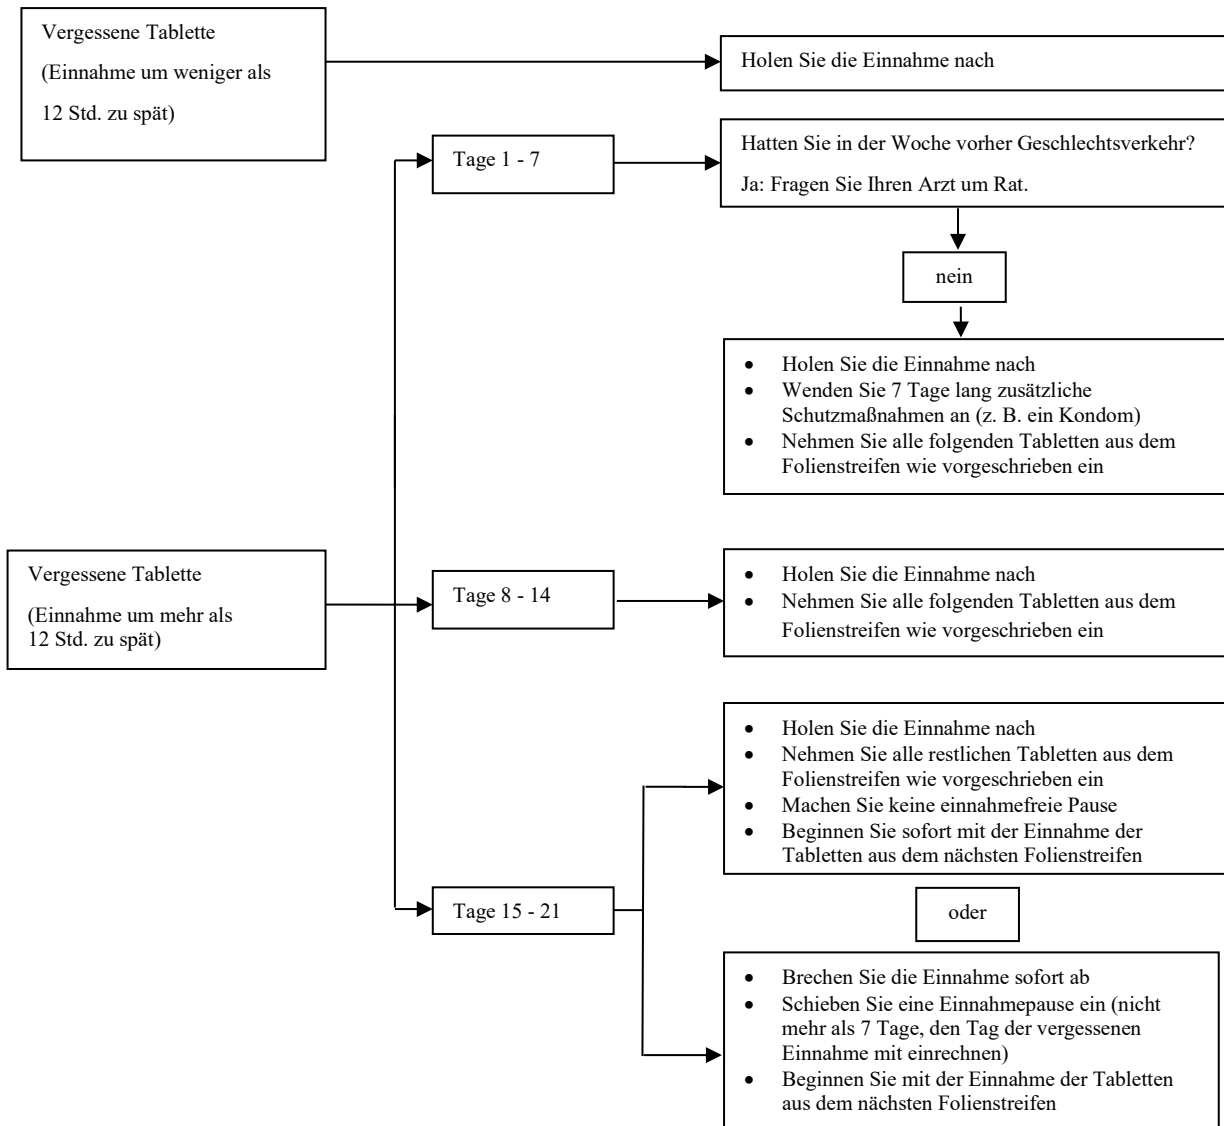 Vergessene Tablette
(Einnahme um weniger als
12 Std. zu spät)
Holen Sie die Einnahme nach
Tage 1 - 7
Hatten Sie in der Woche vorher Geschlechtsverkehr?
Ja: Fragen Sie Ihren Arzt um Rat.
nein
• Holen Sie die Einnahme nach
• Wenden Sie 7 Tage lang zusätzliche
Schutzmaßnahmen an (z. B. ein Kondom)
• Nehmen Sie alle folgenden Tabletten aus dem
Folienstreifen wie vorgeschrieben ein
Vergessene Tablette
(Einnahme um mehr als
12 Std. zu spät)
Tage 8 - 14
• Holen Sie die Einnahme nach
• Nehmen Sie alle folgenden Tabletten aus dem
Folienstreifen wie vorgeschrieben ein
Tage 15 - 21
• Holen Sie die Einnahme nach
• Nehmen Sie alle restlichen Tabletten aus dem
Folienstreifen wie vorgeschrieben ein
• Machen Sie keine einnahmefreie Pause
• Beginnen Sie sofort mit der Einnahme der
Tabletten aus dem nächsten Folienstreifen
oder
• Brechen Sie die Einnahme sofort ab
• Schieben Sie eine Einnahmepause ein (nicht
mehr als 7 Tage, den Tag der vergessenen
Einnahme mit einrechnen)
• Beginnen Sie mit der Einnahme der Tabletten
aus dem nächsten Folienstreifen